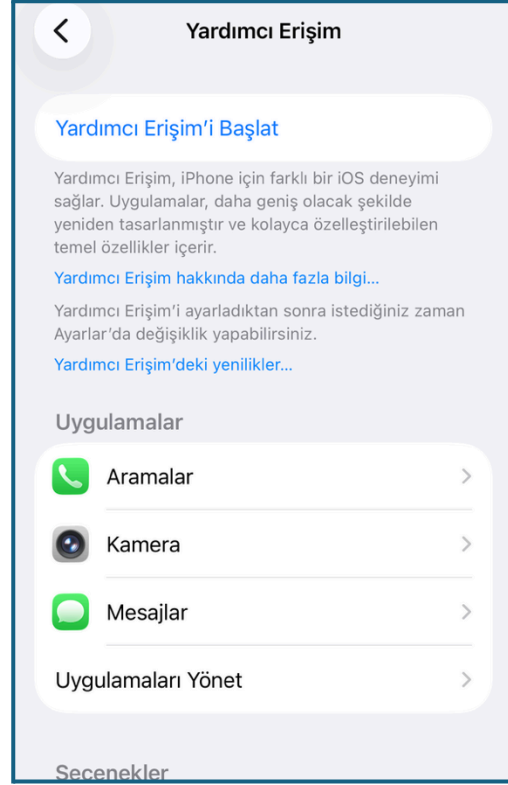 Yardımcı Erişim
Yardımcı Erişim’i Başlat
Yardımcı Erişim, iPhone için farklı bir iOS deneyimi
sağlar. Uygulamalar, daha geniş olacak şekilde
yeniden tasarlanmıştır ve kolayca özelleştirilebilen
temel özellikler içerir.
Yardımcı Erişim hakkında daha fazla bilgi...
Yardımcı Erişim’i ayarladıktan sonra istediğiniz zaman
Ayarlar’da değişiklik yapabilirsiniz.
Yardımcı Erişim’deki yenilikler...
Uygulamalar
Aramalar
Kamera
Mesajlar
Uygulamaları Yönet
Seçenekler